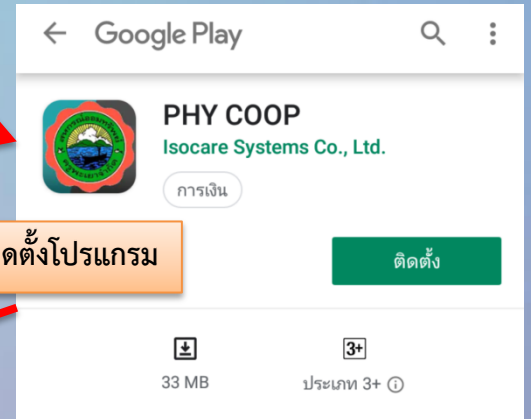 Google Play
PHY COOP
Isocare Systems Co., Ltd.
การเงิน
ดตั้งโปรแกรม
ติดตั้ง
3+
33 MB
ประเภท 3+